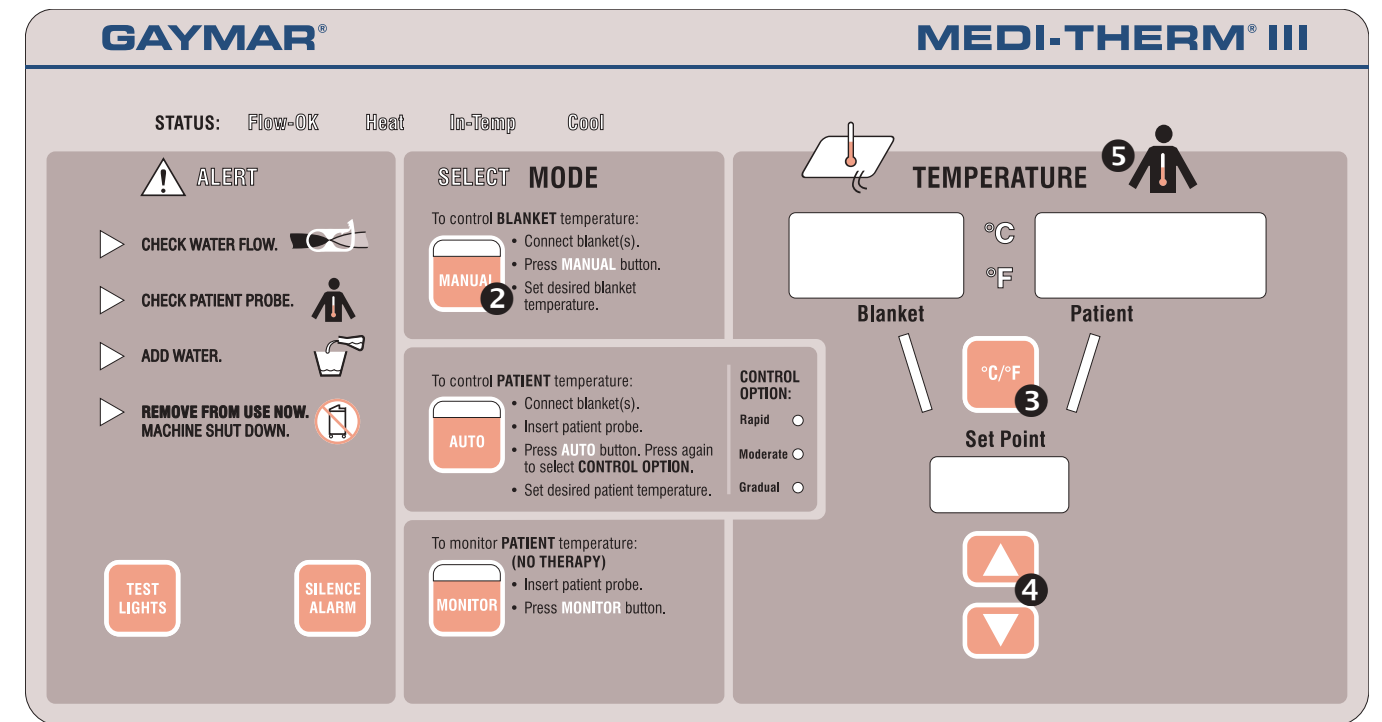 GAYMAR®
MEDI-THERM® III
STATUS: Flow-OK Heat In-Temp Cool
ALERT
CHECK WATER FLOW.
CHECK PATIENT PROBE.
ADD WATER.
REMOVE FROM USE NOW.
MACHINE SHUT DOWN.
TEST
LIGHTS
SILENCE
ALARM
SELECT MODE
To control BLANKET temperature:
• Connect blanket(s).
• Press MANUAL button.
• Set desired blanket
temperature.
MANUAL
2
To control PATIENT temperature:
• Connect blanket(s).
• Insert patient probe.
• Press AUTO button. Press again
to select CONTROL OPTION.
• Set desired patient temperature.
AUTO
CONTROL
OPTION:
Rapid
Moderate
Gradual
To monitor PATIENT temperature:
(NO THERAPY)
• Insert patient probe.
• Press MONITOR button.
MONITOR
TEMPERATURE
5
°C
°F
Blanket
Patient
°C/°F
3
Set Point
4